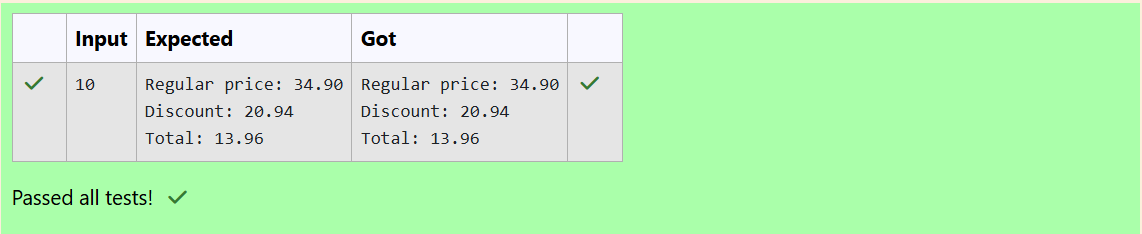 Input Expected Got
10 Regular price: 34.90 Regular price: 34.90
Discount: 20.94 Discount: 20.94
Total: 13.96 Total: 13.96
Passed all tests!